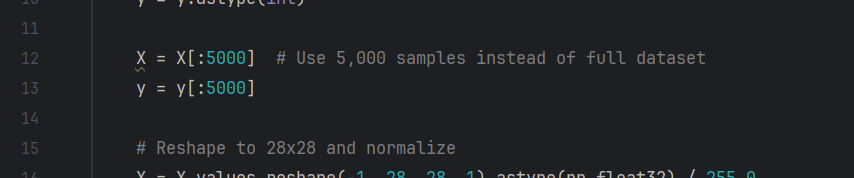 10 y = y.astype(int)
11
12 X = X[:5000]  # Use 5,000 samples instead of full dataset
13 y = y[:5000]
14
15 # Reshape to 28x28 and normalize
16 X = X.values.reshape(-1, 28, 28, 1).astype(np.float32) / 255.0